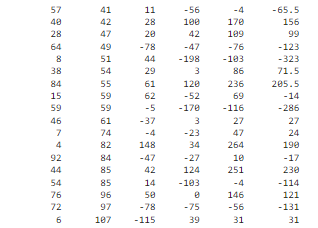 57 41 11 -56 -4 -65.5
40 42 28 100 170 156
28 47 20 42 109 99
64 49 -78 -47 -76 -123
8 51 44 -198 -103 -323
38 54 29 3 86 71.5
84 55 61 120 236 205.5
15 59 62 -52 69 -14
59 59 -5 -170 -116 -286
46 61 -37 3 27 27
7 74 -4 -23 47 24
4 82 148 34 264 190
92 84 -47 -27 10 -17
44 85 42 124 251 230
54 85 14 -103 -4 -114
76 96 50 0 146 121
72 97 -78 -75 -56 -131
6 107 -115 39 31 31